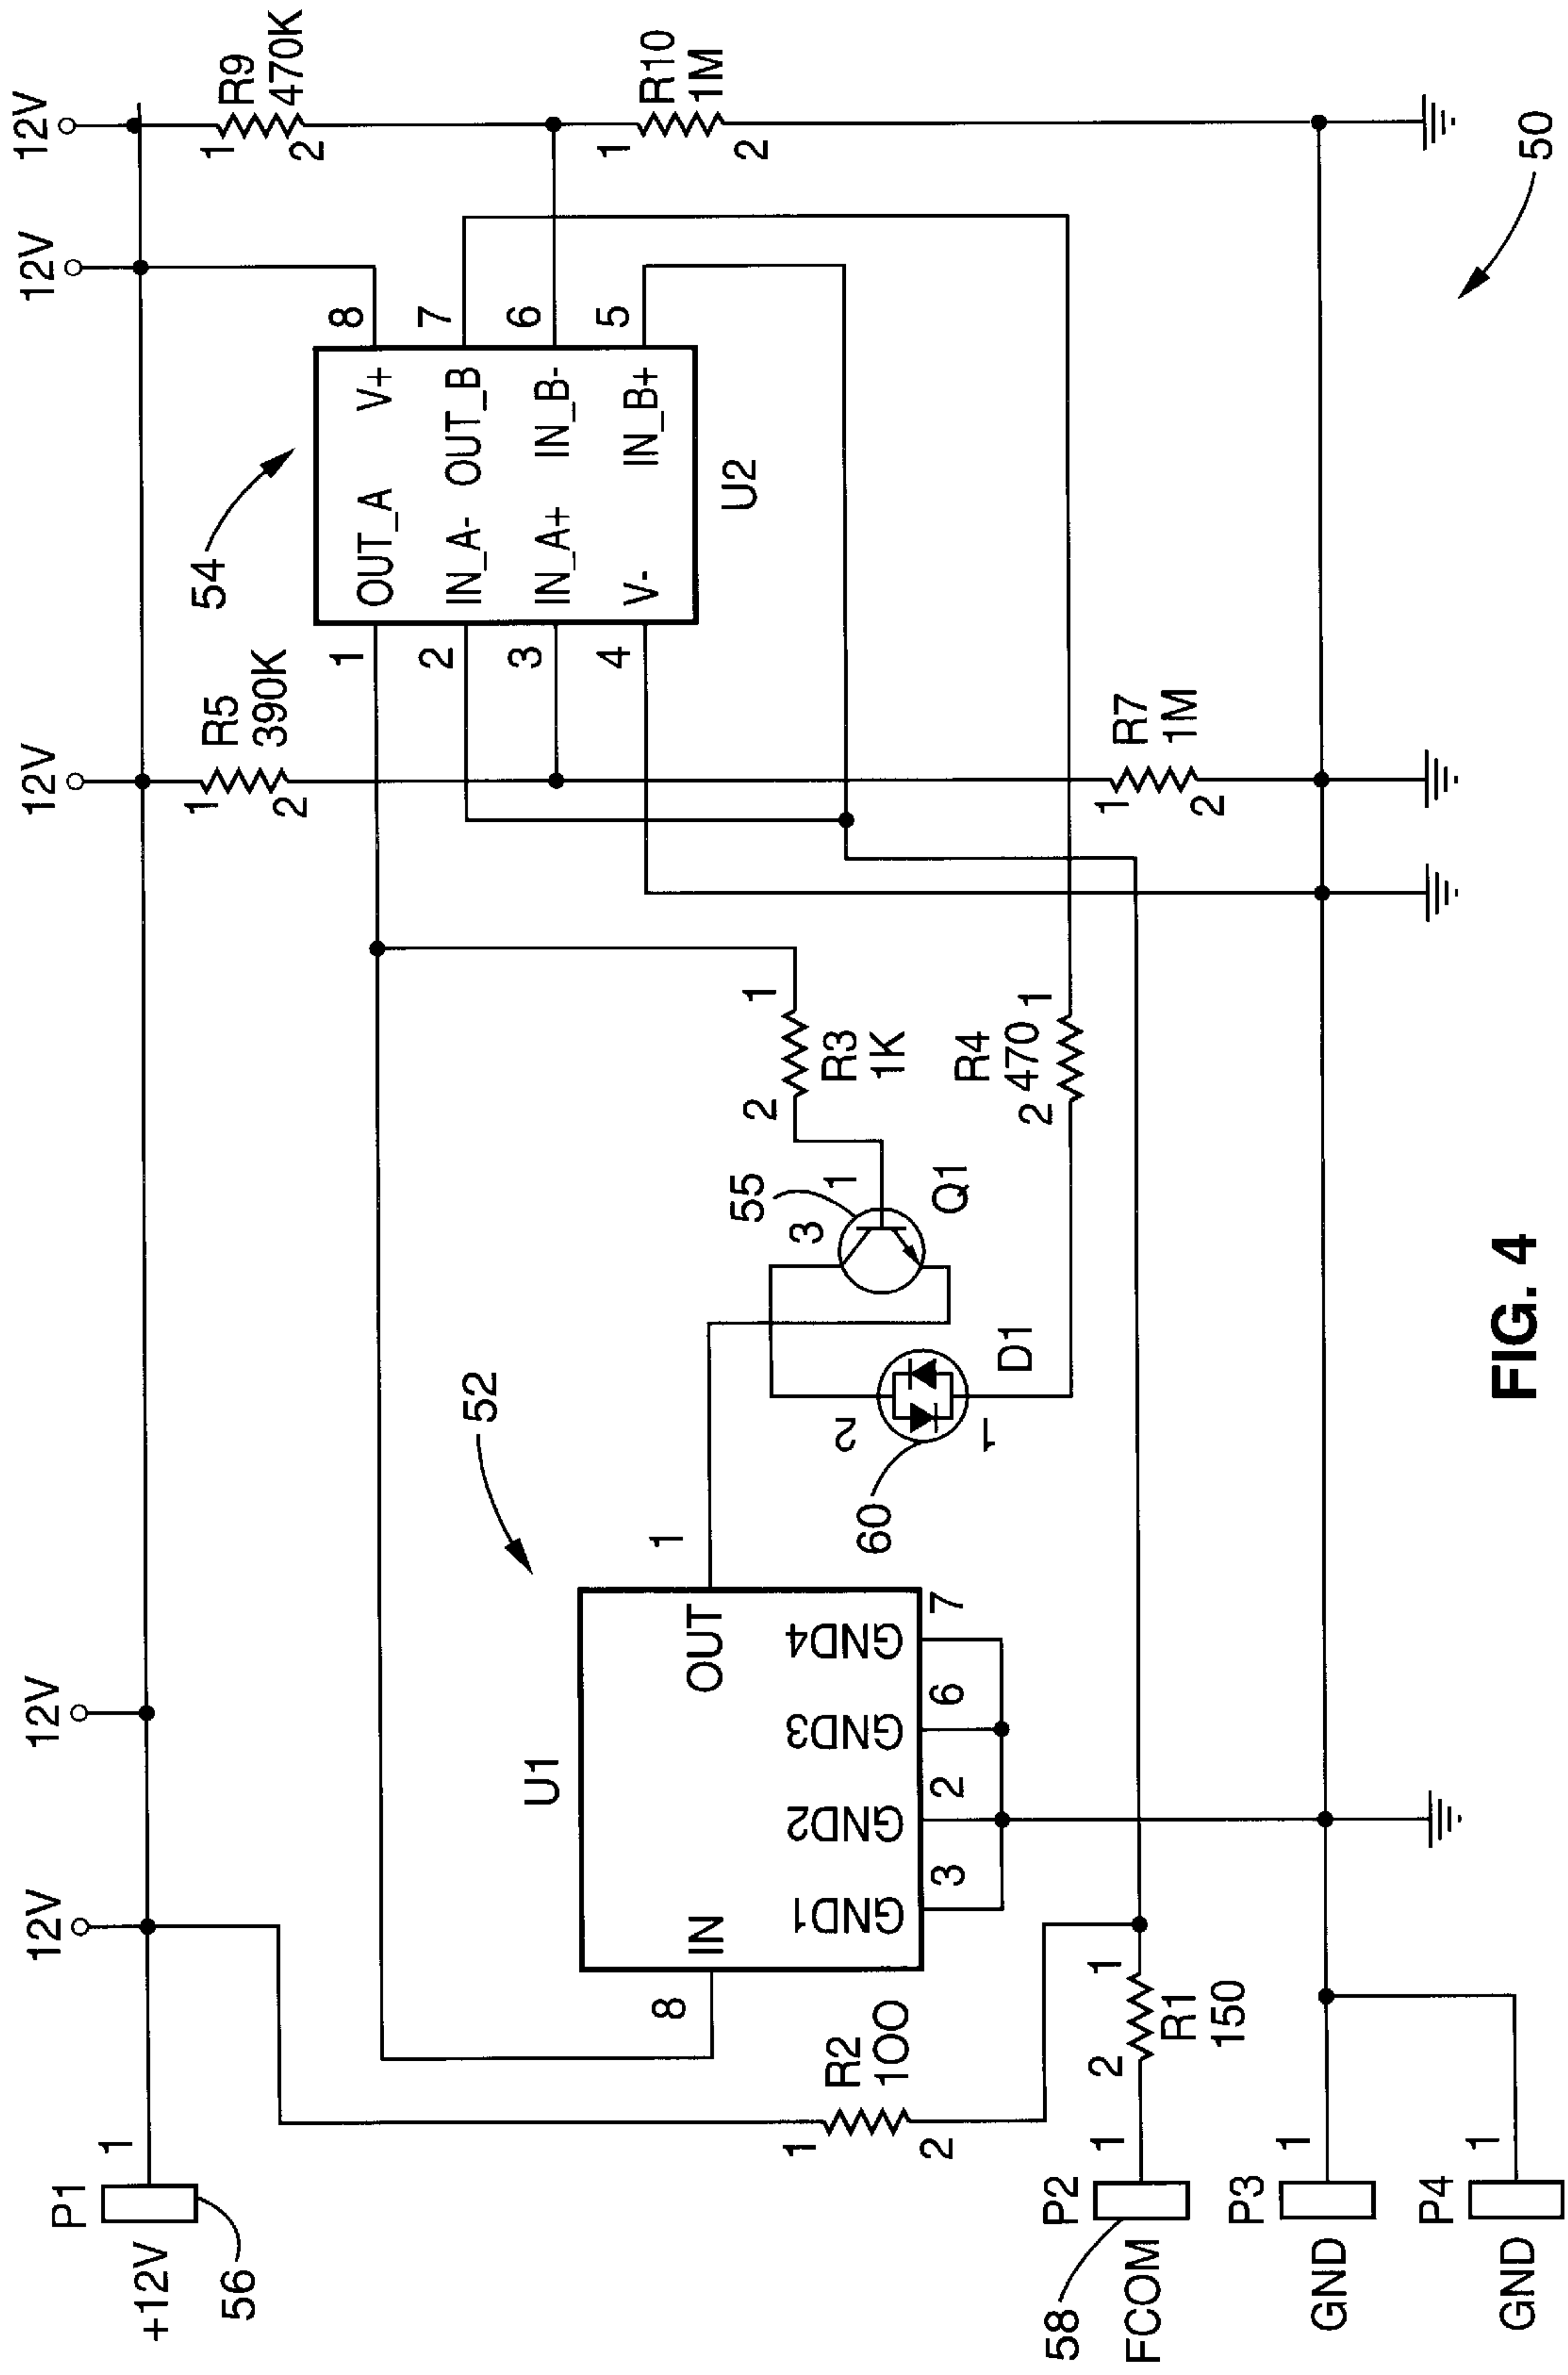 12V
12V
12V
12V
12V
P1
1
+12V
56
R5
390K
1
2
R9
470K
1
2
54
1
2
3
4
OUT_A
V+
IN_A-
OUT_B
IN_A+
IN_B-
V-
IN_B+
8
7
6
5
U2
R10
1M
1
2
52
U1
IN
OUT
8
1
GND1
GND2
GND3
GND4
3
2
6
7
55
3
1
Q1
1
2
R3
1K
R4
470
1
2
60
2
1
D1
R7
1M
1
2
1
R2
100
2
P2
1
58
FCOM
2
1
R1
150
P3
1
GND
P4
1
GND
50
FIG. 4